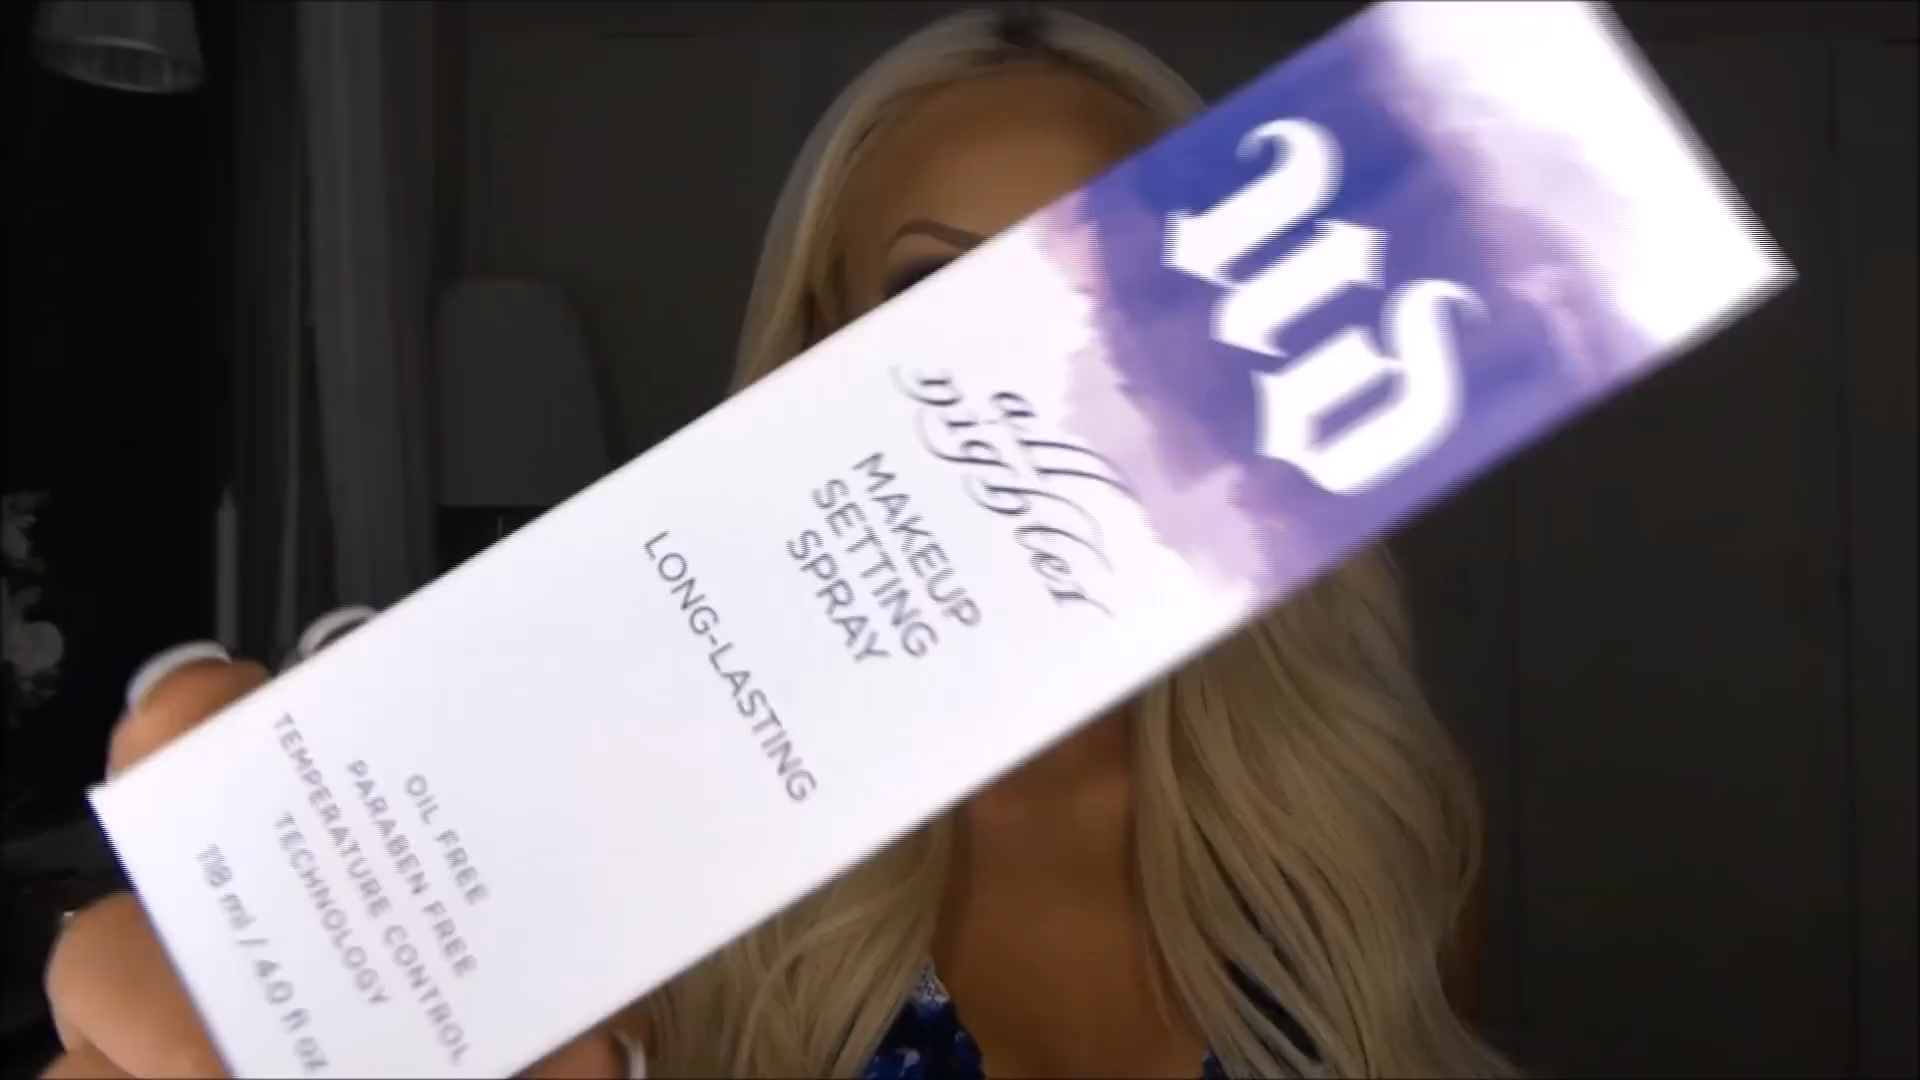 UD
all
nighter
MAKEUP
SETTING
SPRAY
LONG-LASTING
OIL FREE
PARABEN FREE
TEMPERATURE CONTROL
TECHNOLOGY
118 ml / 4.0 fl oz